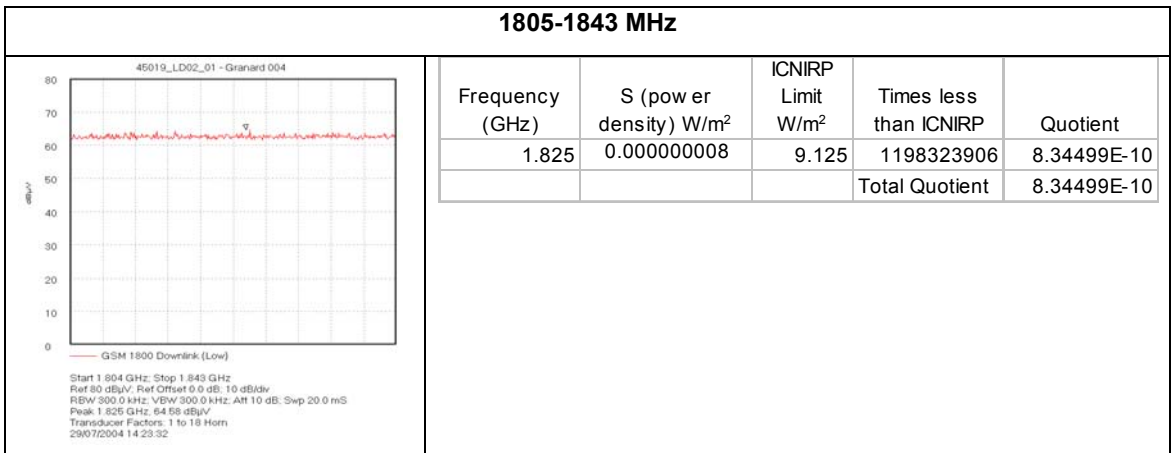 1805-1843 MHz
45019_LD02_01 - Granard 004
80
70
60
50
40
30
20
10
0
dBµV
GSM 1800 Downlink (Low)
Start 1.804 GHz; Stop 1.843 GHz
Ref 80 dBµV; Ref Offset 0.0 dB; 10 dB/div
RBW 300.0 kHz; VBW 300.0 kHz; Att 10 dB; Swp 20.0 mS
Peak 1.825 GHz, 64.58 dBµV
Transducer Factors: 1 to 18 Horn
29/07/2004 14:23:32
Frequency (GHz) S (pow er density) W/m² ICNIRP Limit W/m² Times less than ICNIRP Quotient
1.825 0.000000008 9.125 1198323906 8.34499E-10
Total Quotient 8.34499E-10